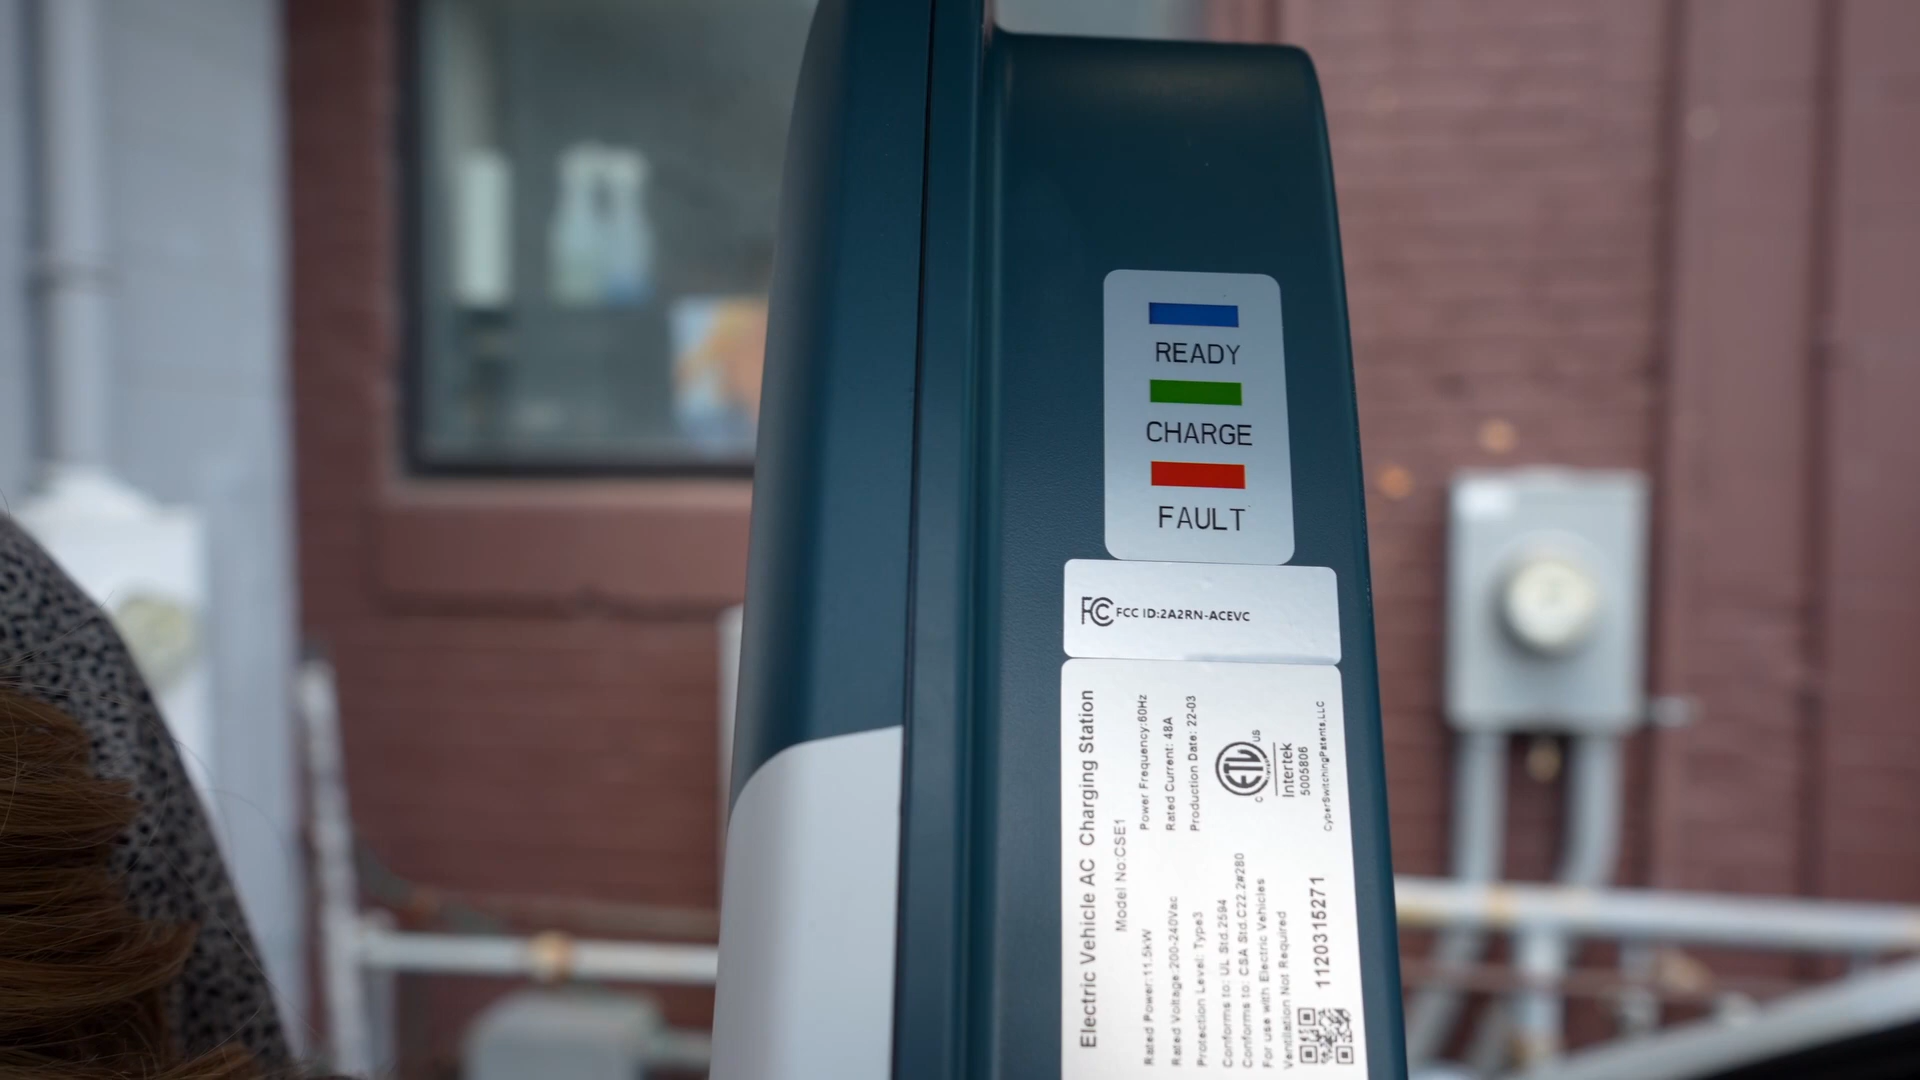 READY
CHARGE
FAULT
FC FCC ID:2A2RN-ACEVC
Electric Vehicle AC Charging Station
Model No:CSE1
Rated Power:11.5kW Power Frequency:60Hz
Rated Voltage:200-240Vac Rated Current: 48A
Protection Level: Type3 Production Date: 22-03
Conforms to: UL Std.2594
Conforms to: CSA Std.C22.2#280
For use with Electric Vehicles
Ventilation Not Required
C ETL US
Intertek
5005806
1120315271
CyberSwitchingPatents,LLC